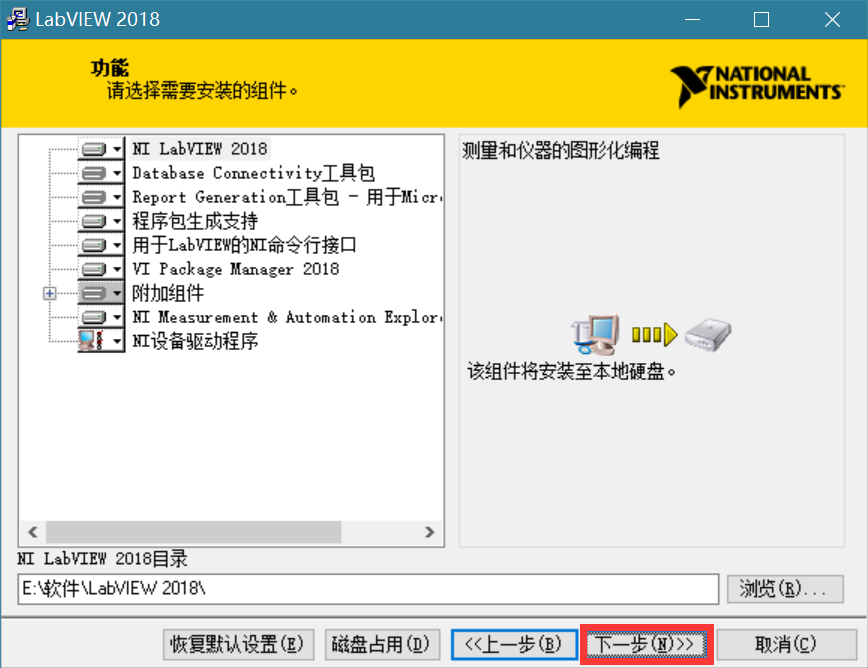 LabVIEW 2018
功能
请选择需要安装的组件。
NATIONAL
INSTRUMENTS
NI LabVIEW 2018
Database Connectivity工具包
Report Generation工具包 - 用于Micr
程序包生成支持
用于LabVIEW的NI命令行接口
VI Package Manager 2018
附加组件
NI Measurement & Automation Explor
NI设备驱动程序
测量和仪器的图形化编程
该组件将安装至本地硬盘。
NI LabVIEW 2018目录
E:\软件\LabVIEW 2018\
浏览(R)...
恢复默认设置(E)
磁盘占用(D)
<<上一步(B)
下一步(N)>>
取消(C)